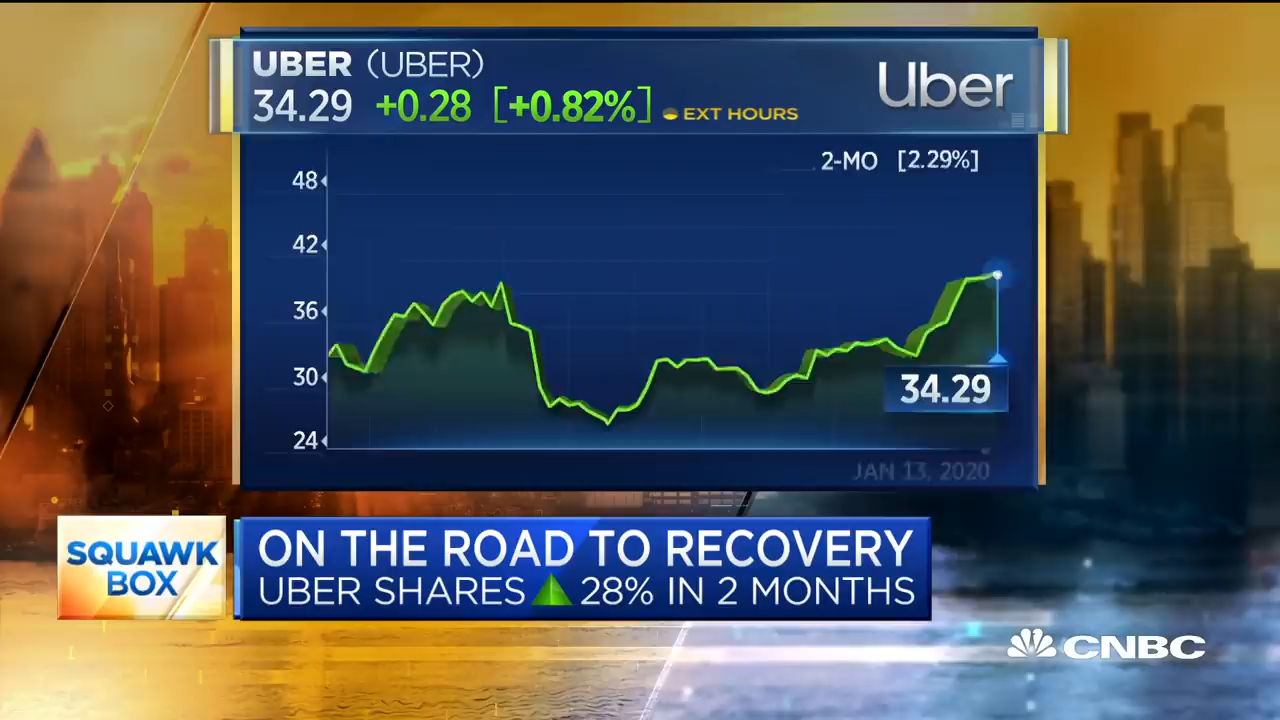 UBER (UBER)
Uber
34.29 +0.28 [+0.82%] EXT HOURS
2-MO [2.29%]
48
42
36
30
24
34.29
JAN 13, 2020
SQUAWK
BOX
ON THE ROAD TO RECOVERY
UBER SHARES 28% IN 2 MONTHS
CNBC